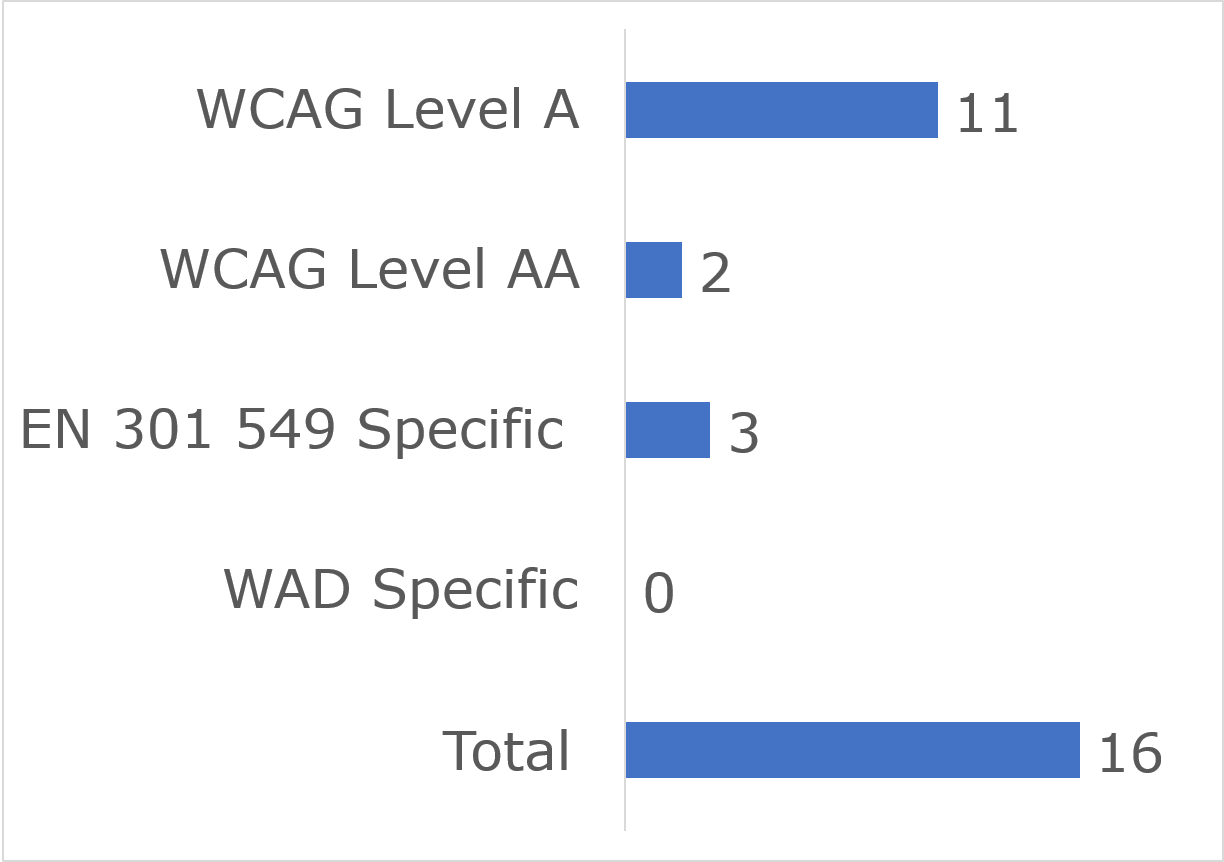 WCAG Level A 11
WCAG Level AA 2
EN 301 549 Specific 3
WAD Specific 0
Total 16